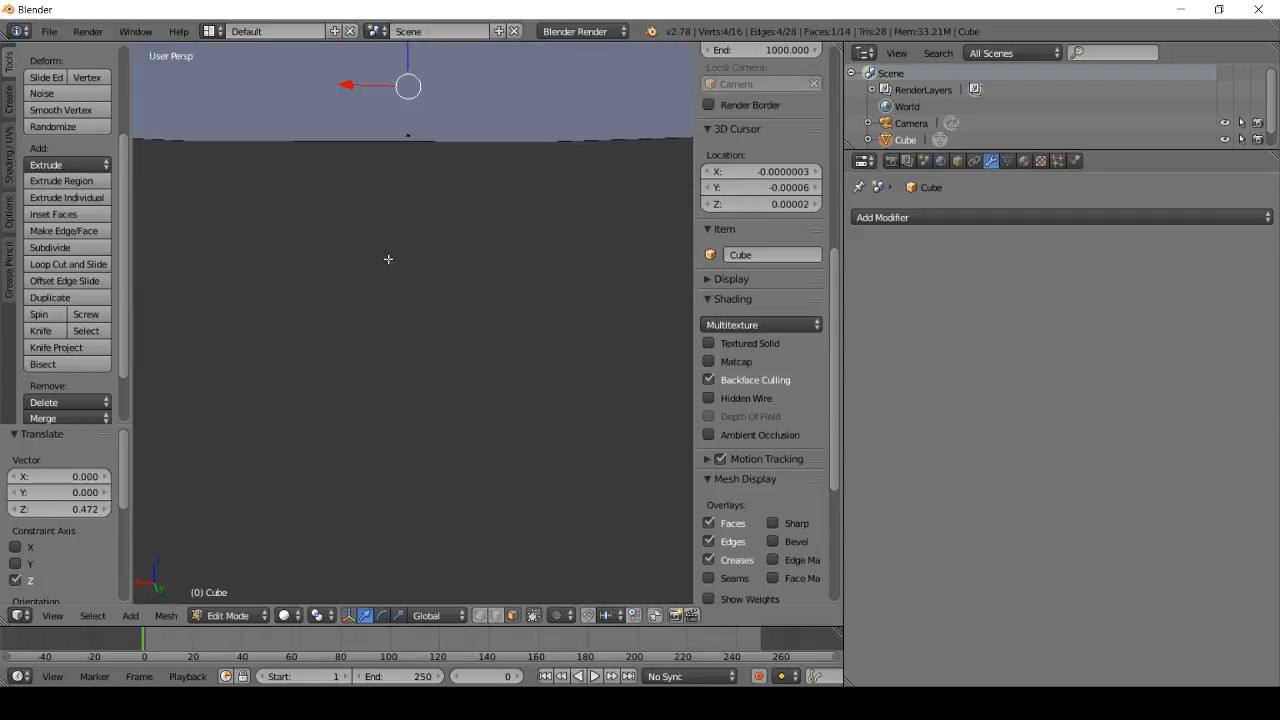 Blender
File Render Window Help Default Scene Blender Render v2.78 | Verts:4/16 | Edges:4/28 | Faces:1/14 | Tris:28 | Mem:33.21M | Cube
Tools
Create
Shading / UVs
Options
Grease Pencil
Deform:
Slide Ed Vertex
Noise
Smooth Vertex
Randomize
Add:
Extrude
Extrude Region
Extrude Individual
Inset Faces
Make Edge/Face
Subdivide
Loop Cut and Slide
Offset Edge Slide
Duplicate
Spin Screw
Knife Select
Knife Project
Bisect
Remove:
Delete
Merge
Translate
Vector
X: 0.000
Y: 0.000
Z: 0.472
Constraint Axis
X
Y
Z
Orientation
User Persp
(0) Cube
End: 1000.000
Local Camera:
Camera
Render Border
3D Cursor
Location:
X: -0.0000003
Y: -0.00006
Z: 0.00002
Item
Cube
Display
Shading
Multitexture
Textured Solid
Matcap
Backface Culling
Hidden Wire
Depth Of Field
Ambient Occlusion
Motion Tracking
Mesh Display
Overlays:
Faces Sharp
Edges Bevel
Creases Edge Ma
Seams Face Ma
Show Weights
View Search All Scenes
Scene
RenderLayers
World
Camera
Cube
Cube
Add Modifier
View Select Add Mesh Edit Mode Global
-40 -20 0 20 40 60 80 100 120 140 160 180 200 220 240 260
View Marker Frame Playback Start: 1 End: 250 0 No Sync